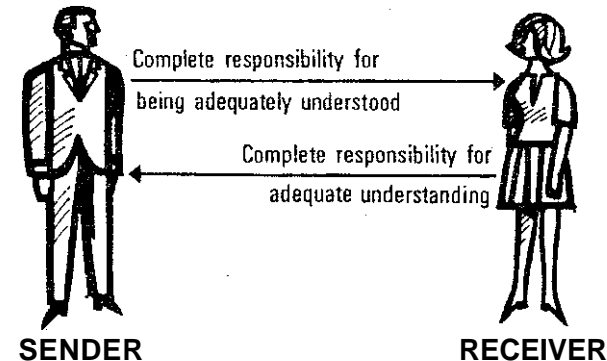 Complete responsibility for
being adequately understood
Complete responsibility for
adequate understanding
SENDER
RECEIVER